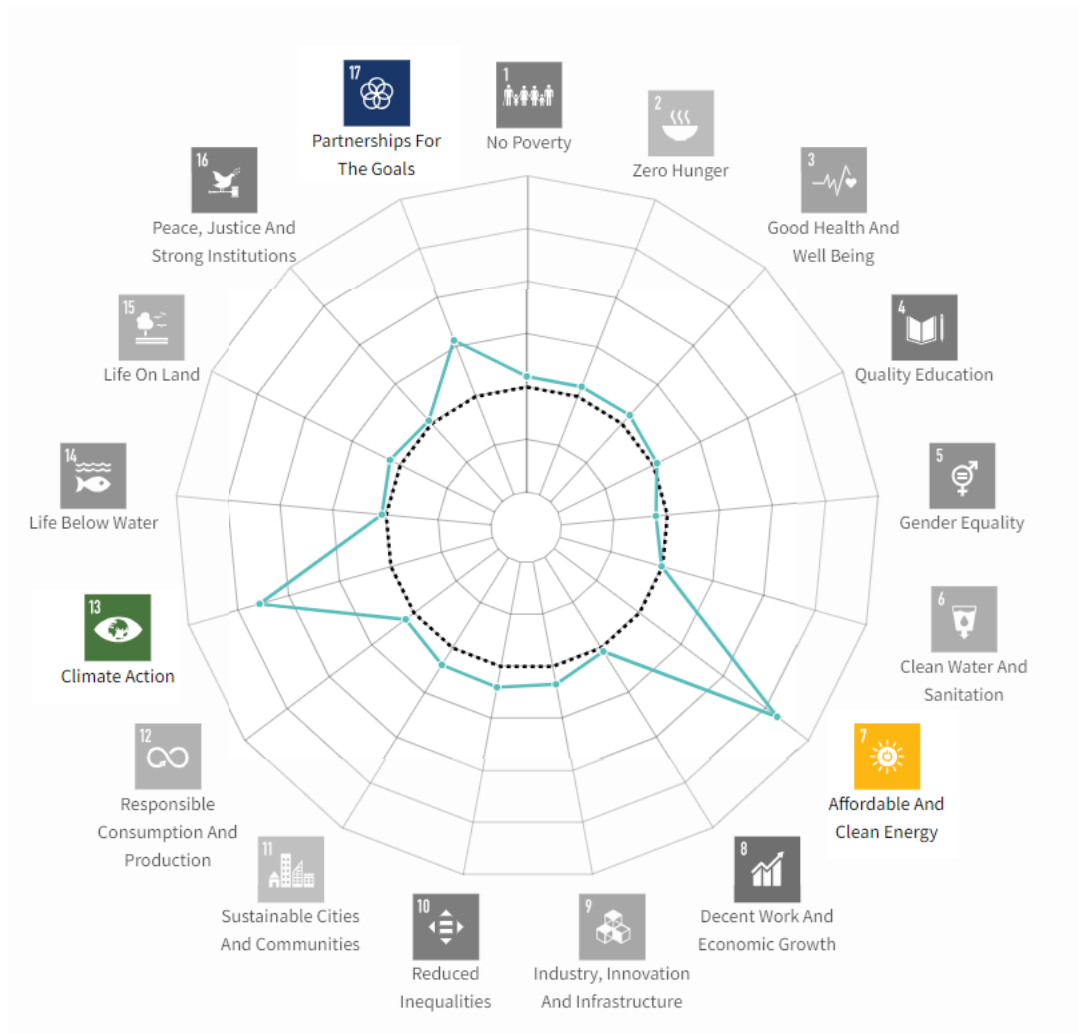 1
No Poverty
2
Zero Hunger
3
Good Health And
Well Being
4
Quality Education
5
Gender Equality
6
Clean Water And
Sanitation
7
Affordable And
Clean Energy
8
Decent Work And
Economic Growth
9
Industry, Innovation
And Infrastructure
10
Reduced
Inequalities
11
Sustainable Cities
And Communities
12
Responsible
Consumption And
Production
13
Climate Action
14
Life Below Water
15
Life On Land
16
Peace, Justice And
Strong Institutions
17
Partnerships For
The Goals